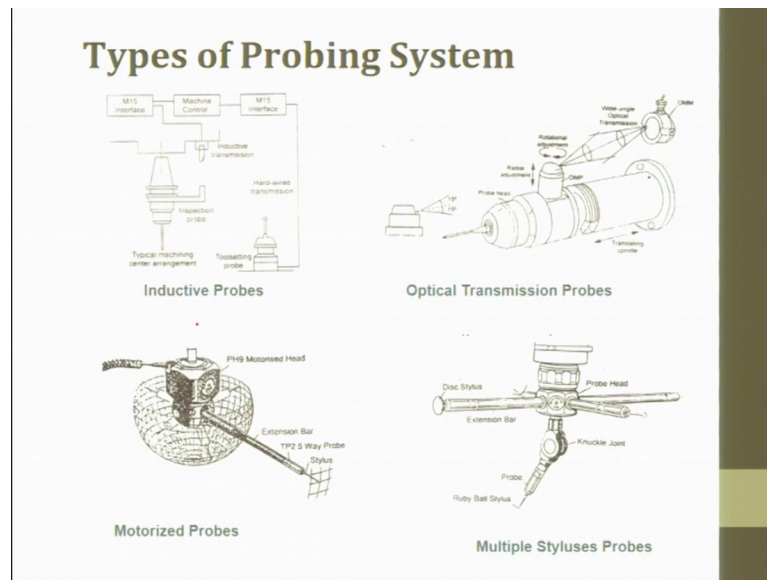 Types of Probing System
M15
Interface
Machine
Control
M15
Interface
Inductive
transmission
Hard-wired
transmission
Inspection
probe
Typical machining
center arrangement
Toolsetting
probe
Inductive Probes
Wide-angle
Optical
Transmission
OMM
Rotational
adjustment
Radial
adjustment
OMP
Probe head
15°
Translating
spindle
Optical Transmission Probes
PH9 Motorised Head
Extension Bar
TP2 5 Way Probe
Stylus
Motorized Probes
Disc Stylus
Probe Head
Extension Bar
Knuckle Joint
Probe
Ruby Ball Stylus
Multiple Styluses Probes